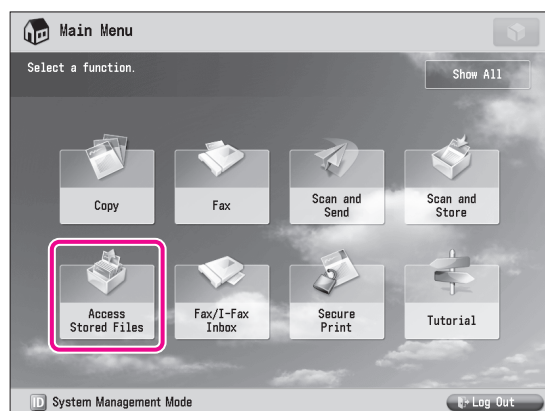 Main Menu
Select a function.
Show All
Copy
Fax
Scan and
Send
Scan and
Store
Access
Stored Files
Fax/I-Fax
Inbox
Secure
Print
Tutorial
ID System Management Mode
Log Out